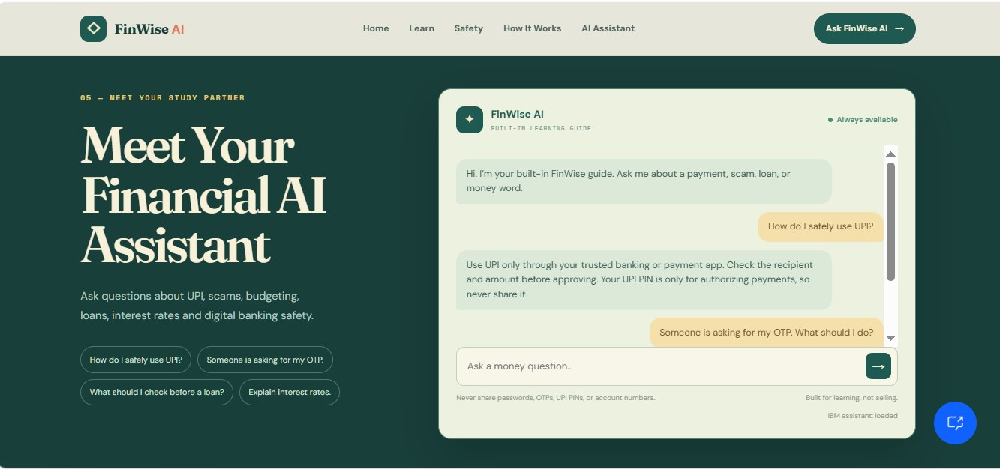 FinWise AI
Home
Learn
Safety
How It Works
AI Assistant
Ask FinWise AI →
05 — MEET YOUR STUDY PARTNER
Meet Your
Financial AI
Assistant
Ask questions about UPI, scams, budgeting,
loans, interest rates and digital banking safety.
How do I safely use UPI?
Someone is asking for my OTP.
What should I check before a loan?
Explain interest rates.
FinWise AI
BUILT-IN LEARNING GUIDE
Always available
Hi. I'm your built-in FinWise guide. Ask me about a payment, scam, loan, or
money word.
How do I safely use UPI?
Use UPI only through your trusted banking or payment app. Check the recipient
and amount before approving. Your UPI PIN is only for authorizing payments, so
never share it.
Someone is asking for my OTP. What should I do?
Ask a money question...
Never share passwords, OTPs, UPI PINs, or account numbers.
Built for learning, not selling.
IBM assistant: loaded